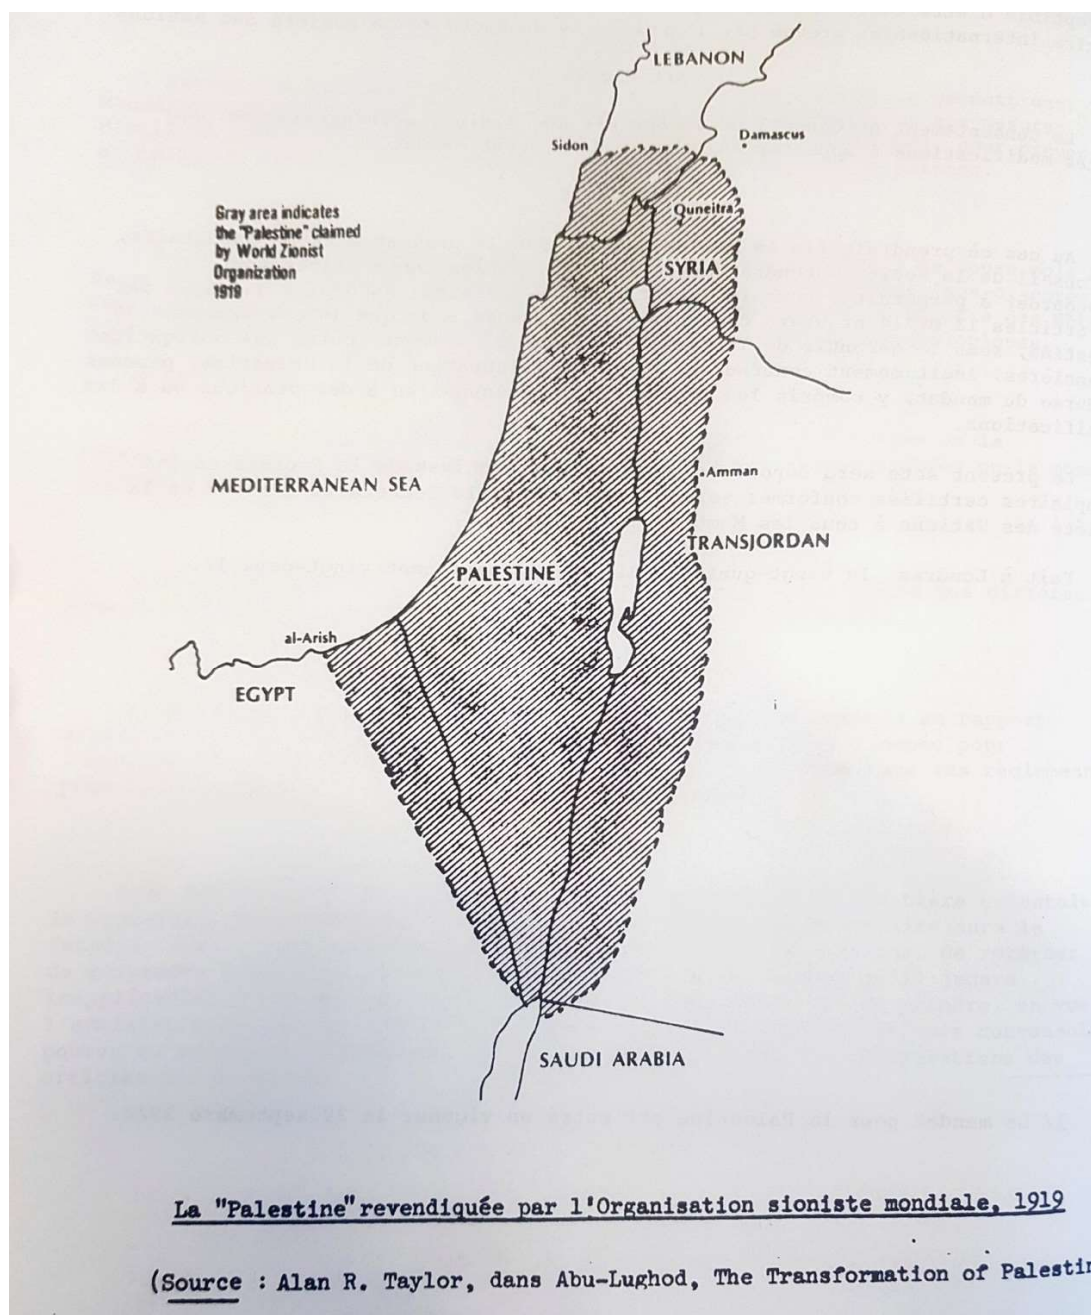 LEBANON
Damascus
Sidon
Gray area indicates
the "Palestine" claimed
by World Zionist
Organization
1919
Quneitra
SYRIA
Amman
MEDITERRANEAN SEA
TRANSJORDAN
PALESTINE
al-Arish
EGYPT
SAUDI ARABIA
La "Palestine" revendiquée par l'Organisation sioniste mondiale, 1919
(Source : Alan R. Taylor, dans Abu-Lughod, The Transformation of Palestin